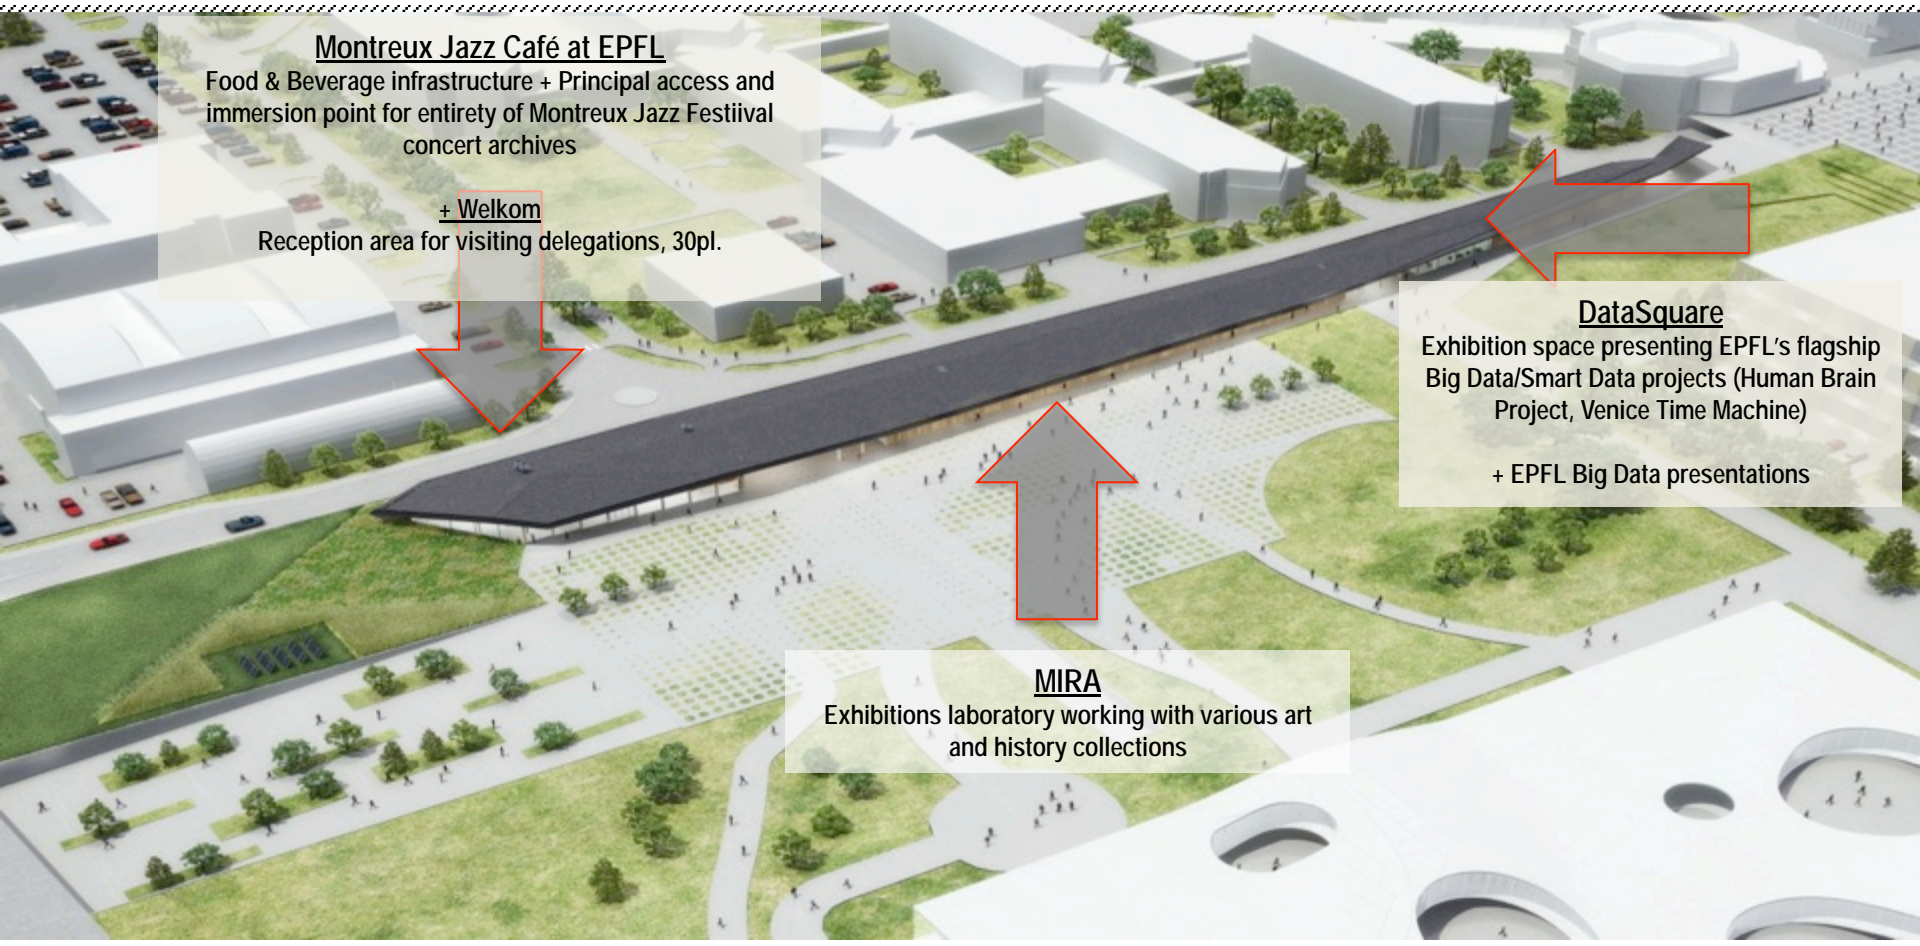 Montreux Jazz Café at EPFL
Food & Beverage infrastructure + Principal access and
immersion point for entirety of Montreux Jazz Festiival
concert archives
+ Welkom
Reception area for visiting delegations, 30pl.
DataSquare
Exhibition space presenting EPFL's flagship
Big Data/Smart Data projects (Human Brain
Project, Venice Time Machine)
+ EPFL Big Data presentations
MIRA
Exhibitions laboratory working with various art
and history collections